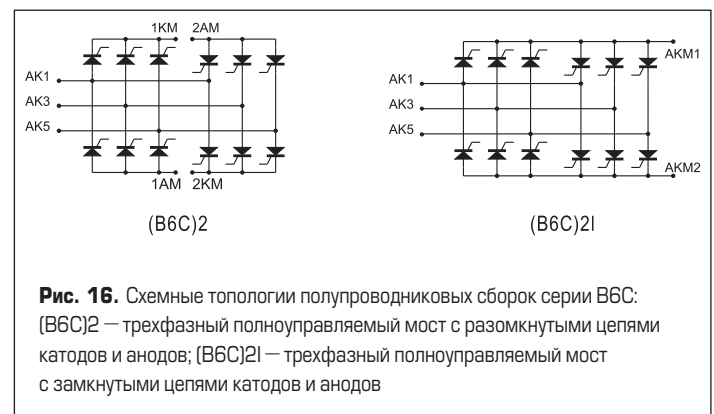 1KM 2AM
AK1
AK3
AK5
1AM 2KM
(B6C)2
AKM1
AK1
AK3
AK5
AKM2
(B6C)2I
Рис. 16. Схемные топологии полупроводниковых сборок серии B6C:
(B6C)2 — трехфазный полноуправляемый мост с разомкнутыми цепями
катодов и анодов; (B6C)2I — трехфазный полноуправляемый мост
с замкнутыми цепями катодов и анодов